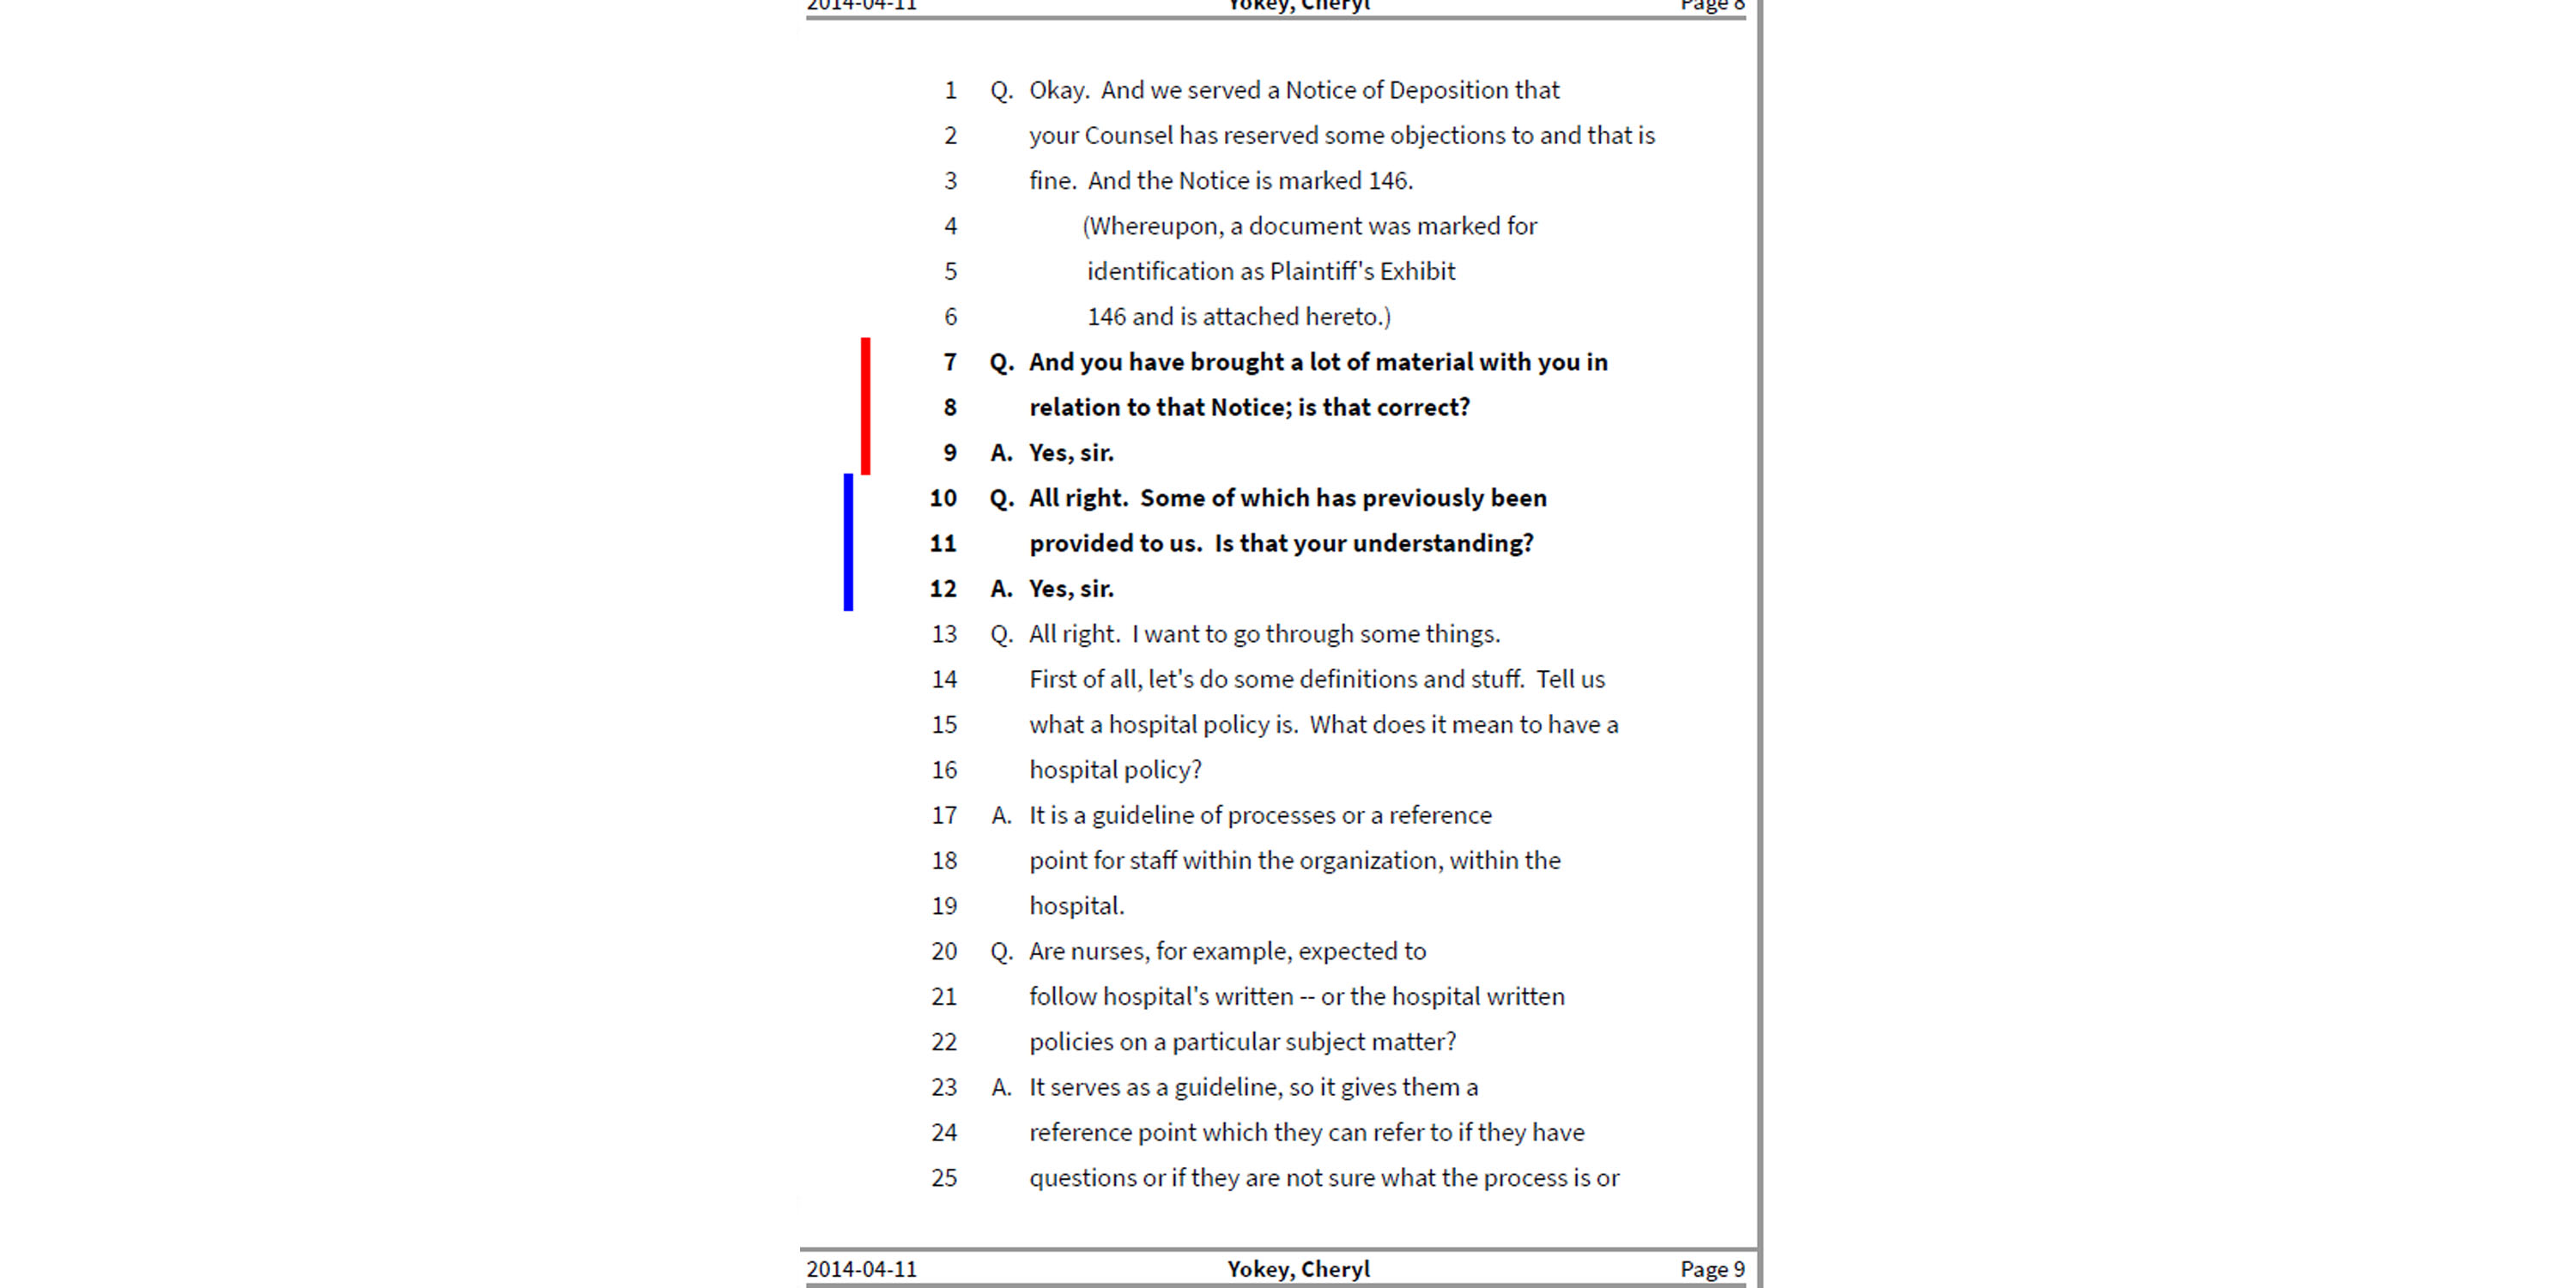 2014-04-11 Yokey, Cheryl Page 8
1 Q. Okay. And we served a Notice of Deposition that
2 your Counsel has reserved some objections to and that is
3 fine. And the Notice is marked 146.
4 (Whereupon, a document was marked for
5 identification as Plaintiff's Exhibit
6 146 and is attached hereto.)
7 Q. And you have brought a lot of material with you in
8 relation to that Notice; is that correct?
9 A. Yes, sir.
10 Q. All right. Some of which has previously been
11 provided to us. Is that your understanding?
12 A. Yes, sir.
13 Q. All right. I want to go through some things.
14 First of all, let's do some definitions and stuff. Tell us
15 what a hospital policy is. What does it mean to have a
16 hospital policy?
17 A. It is a guideline of processes or a reference
18 point for staff within the organization, within the
19 hospital.
20 Q. Are nurses, for example, expected to
21 follow hospital's written -- or the hospital written
22 policies on a particular subject matter?
23 A. It serves as a guideline, so it gives them a
24 reference point which they can refer to if they have
25 questions or if they are not sure what the process is or
2014-04-11 Yokey, Cheryl Page 9